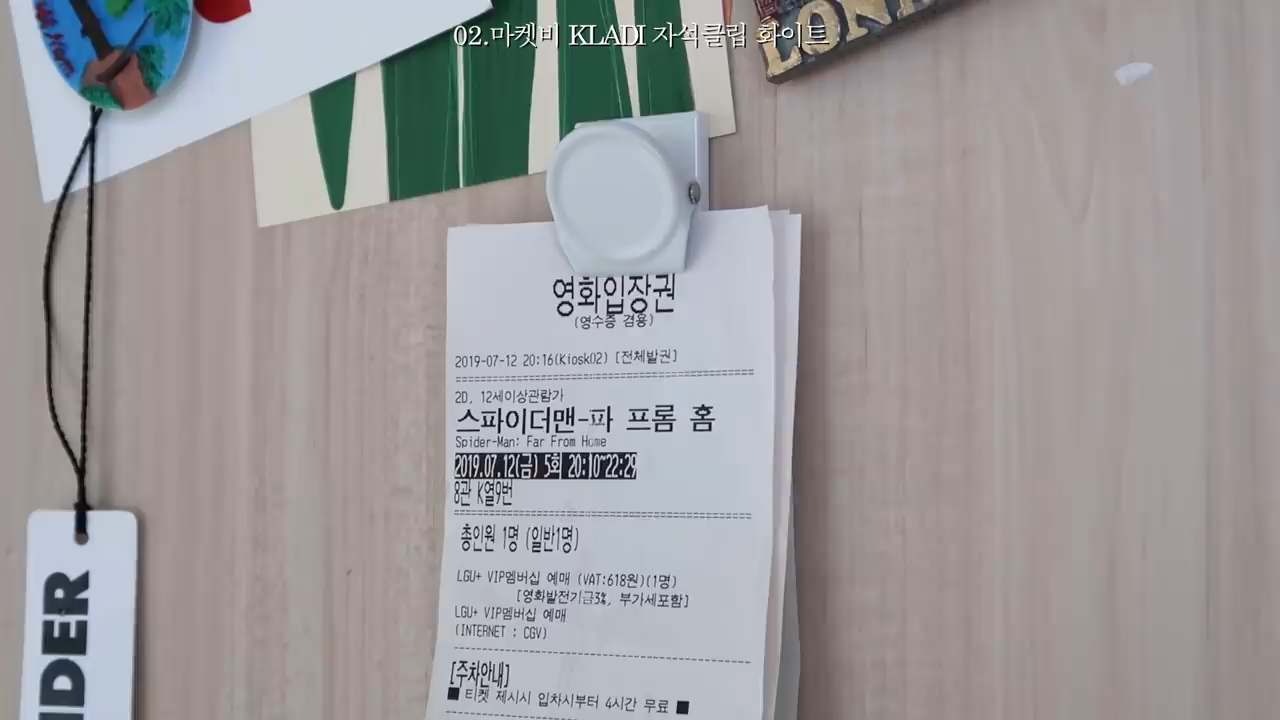 02.마켓비 KLADI 자석클립 화이트
LON
영화입장권
(영수증 겸용)
2019-07-12 20:16(Kiosk02) [전체발권]
2D, 12세이상관람가
스파이더맨-파 프롬 홈
Spider-Man: Far From Home
2019.07.12(금) 5회 20:10~22:29
8관 K열9번
총인원 1명 (일반1명)
LGU+ VIP멤버십 예매 (VAT:618원)(1명)
[영화발전기금3%, 부가세포함]
LGU+ VIP멤버십 예매
(INTERNET : CGV)
[주차안내]
■ 티켓 제시시 입차시부터 4시간 무료 ■
NDER